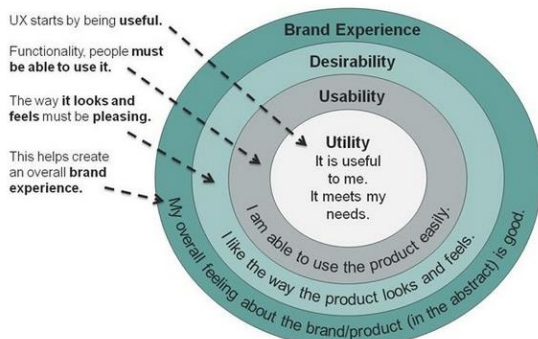 UX starts by being useful.
Functionality, people must
be able to use it.
The way it looks and
feels must be pleasing.
This helps create
an overall brand
experience.
Brand Experience
Desirability
Usability
Utility
It is useful
to me.
It meets my
needs.
I am able to use the product easily.
I like the way the product looks and feels.
My overall feeling about the brand/product (in the abstract) is good.